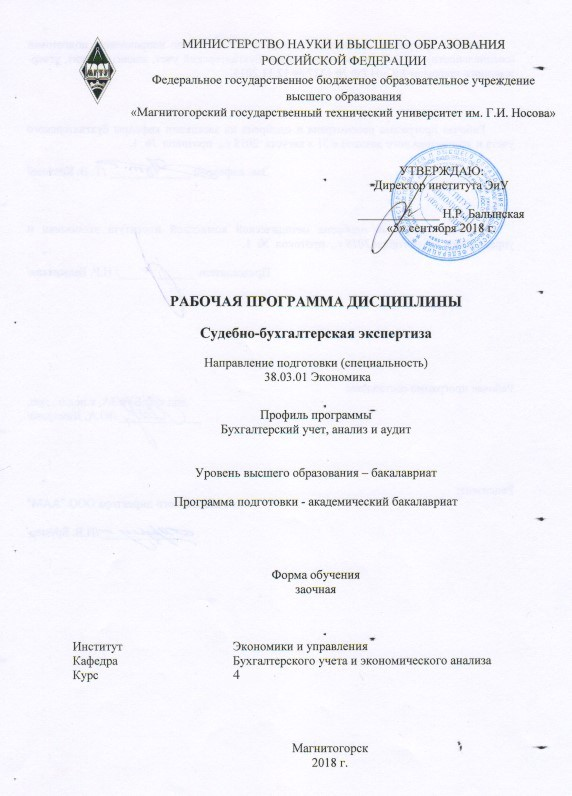 МИНИСТЕРСТВО НАУКИ И ВЫСШЕГО ОБРАЗОВАНИЯ
РОССИЙСКОЙ ФЕДЕРАЦИИ
Федеральное государственное бюджетное образовательное учреждение
высшего образования
«Магнитогорский государственный технический университет им. Г.И. Носова»
УТВЕРЖДАЮ:
Директор института ЭиУ
Н.Р. Балынская
«5» сентября 2018 г.
РАБОЧАЯ ПРОГРАММА ДИСЦИПЛИНЫ
Судебно-бухгалтерская экспертиза
Направление подготовки (специальность)
38.03.01 Экономика
Профиль программы
Бухгалтерский учет, анализ и аудит
Уровень высшего образования – бакалавриат
Программа подготовки - академический бакалавриат
Форма обучения
заочная
Институт Экономики и управления
Кафедра Бухгалтерского учета и экономического анализа
Курс 4
Магнитогорск
2018 г.